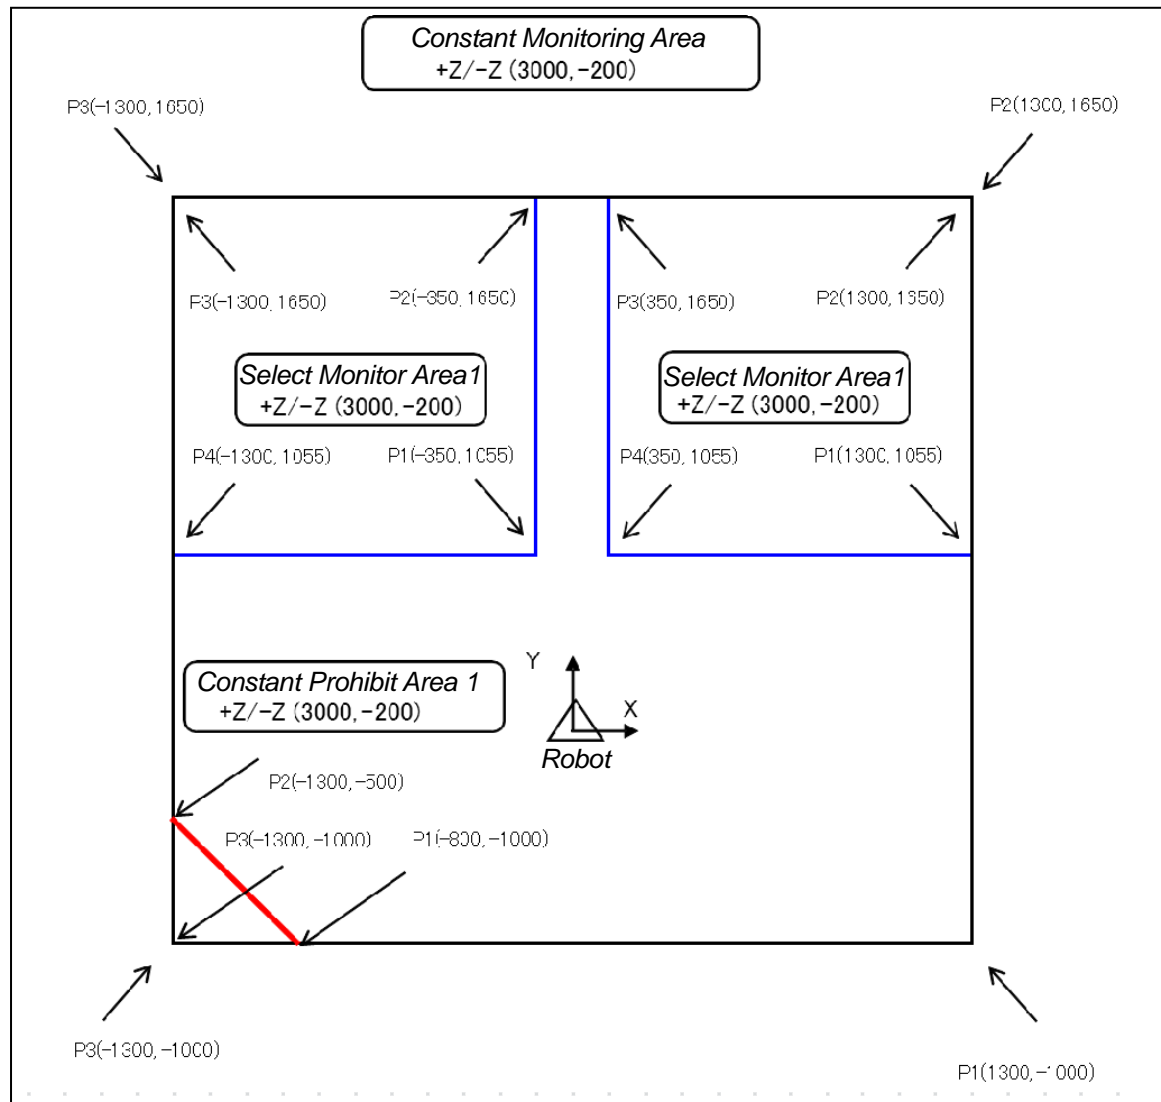 Constant Monitoring Area
+Z/−Z (3000,−200)
P3(−1300, 1650)
P2(1300, 1650)
P3(−1300, 1650)
P2(−350, 1650)
P3(350, 1650)
P2(1300, 1650)
Select Monitor Area1
+Z/−Z (3000,−200)
Select Monitor Area1
+Z/−Z (3000,−200)
P4(−1300, 1055)
P1(−350, 1055)
P4(350, 1055)
P1(1300, 1055)
Constant Prohibit Area 1
+Z/−Z (3000,−200)
Y
X
Robot
P2(−1300, −500)
P3(−1300, −1000)
P1(−800, −1000)
P3(−1300, −1000)
P1(1300, −1000)